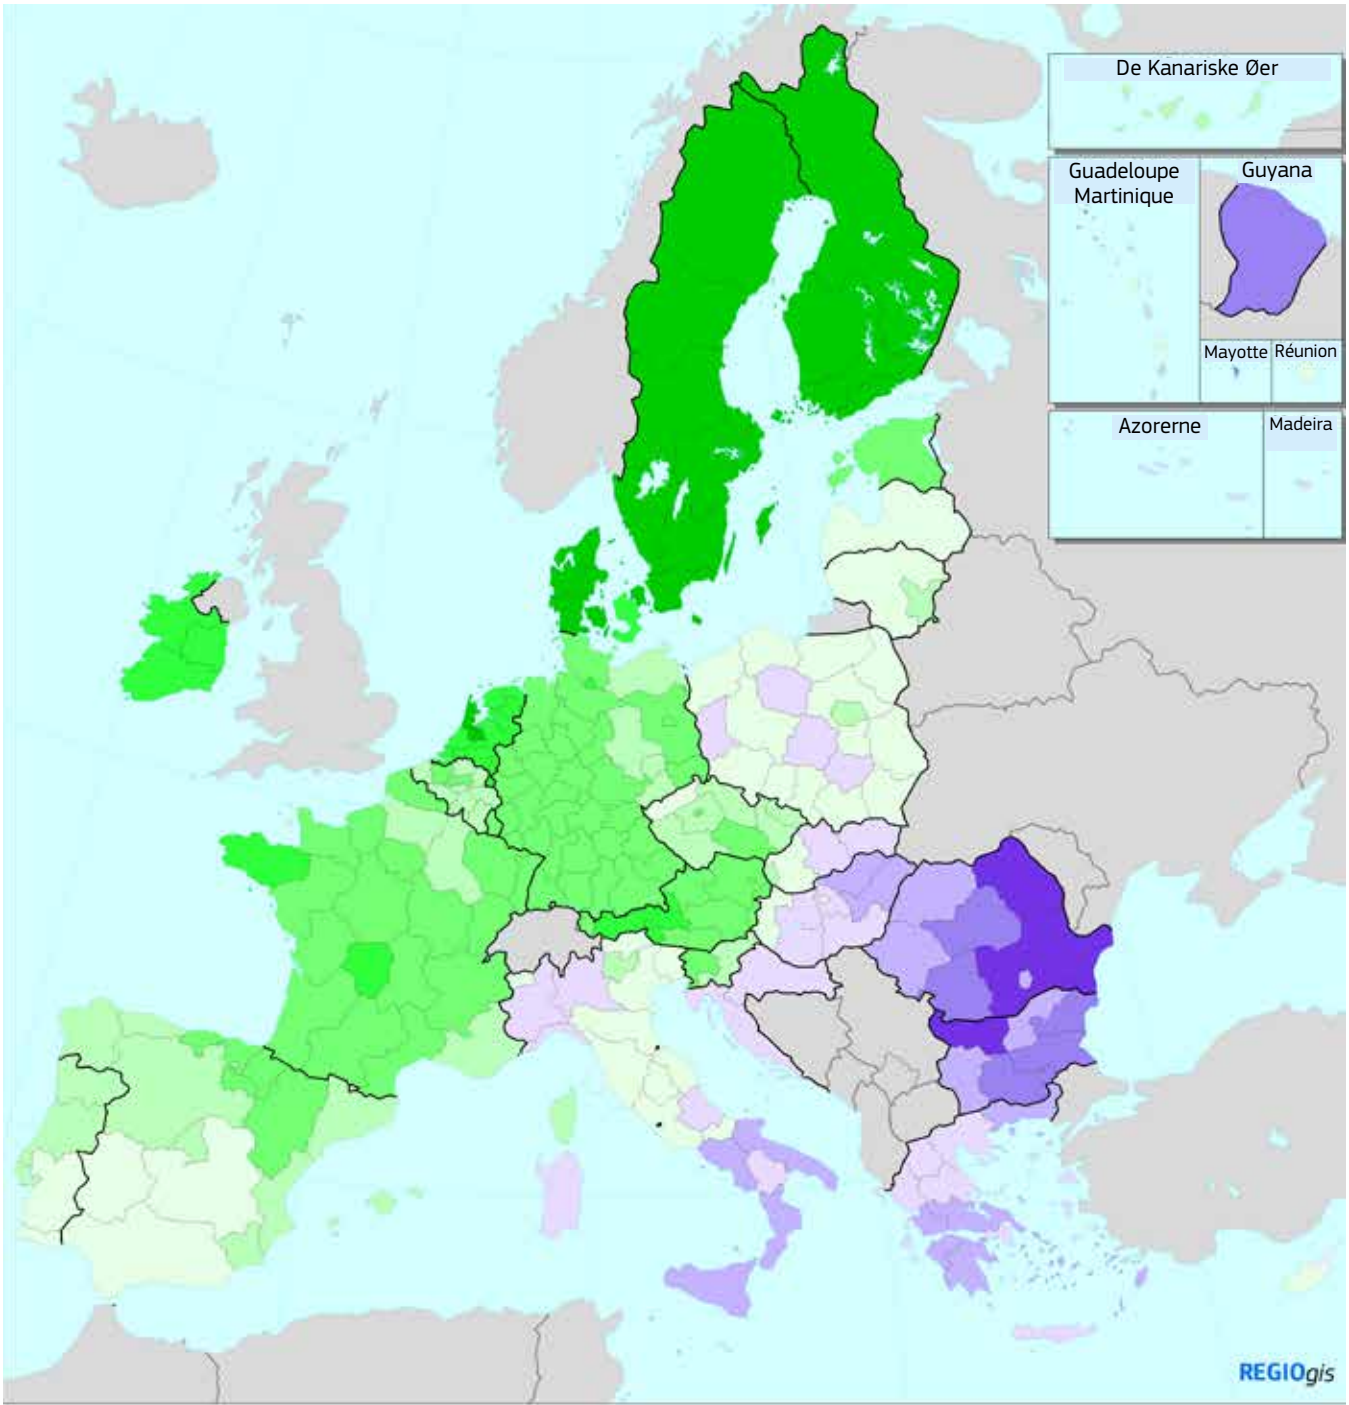 De Kanariske Øer
Guadeloupe
Martinique
Guyana
Mayotte
Réunion
Azorerne
Madeira
REGIOgis